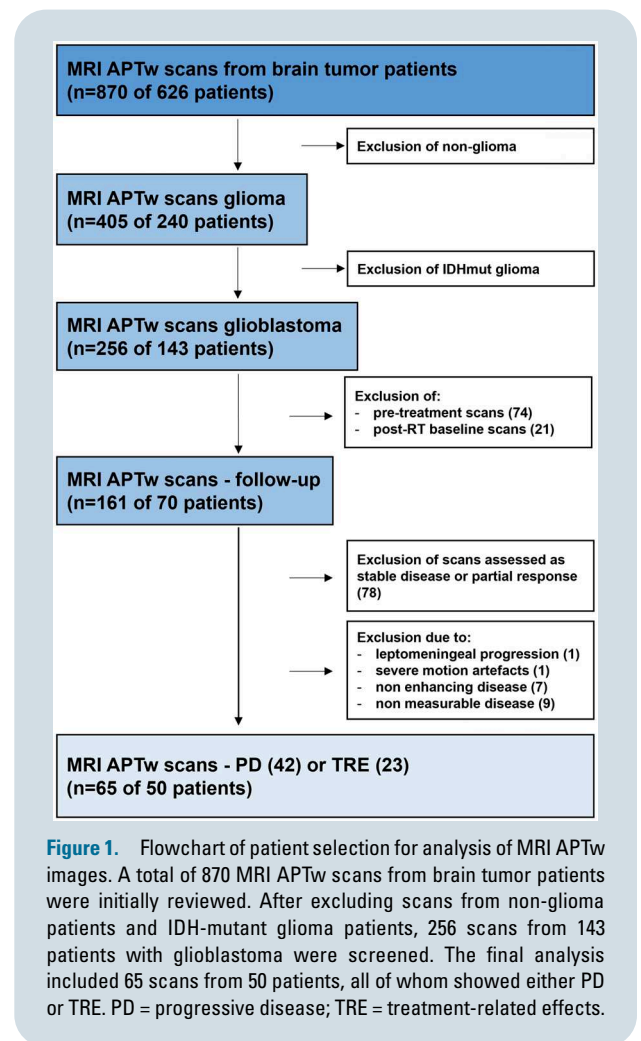 MRI APTw scans from brain tumor patients
(n=870 of 626 patients)
Exclusion of non-glioma
MRI APTw scans glioma
(n=405 of 240 patients)
Exclusion of IDHmut glioma
MRI APTw scans glioblastoma
(n=256 of 143 patients)
Exclusion of:
- pre-treatment scans (74)
- post-RT baseline scans (21)
MRI APTw scans - follow-up
(n=161 of 70 patients)
Exclusion of scans assessed as
stable disease or partial response
(78)
Exclusion due to:
- leptomeningeal progression (1)
- severe motion artefacts (1)
- non enhancing disease (7)
- non measurable disease (9)
MRI APTw scans - PD (42) or TRE (23)
(n=65 of 50 patients)
Figure 1. Flowchart of patient selection for analysis of MRI APTw
images. A total of 870 MRI APTw scans from brain tumor patients
were initially reviewed. After excluding scans from non-glioma
patients and IDH-mutant glioma patients, 256 scans from 143
patients with glioblastoma were screened. The final analysis
included 65 scans from 50 patients, all of whom showed either PD
or TRE. PD = progressive disease; TRE = treatment-related effects.